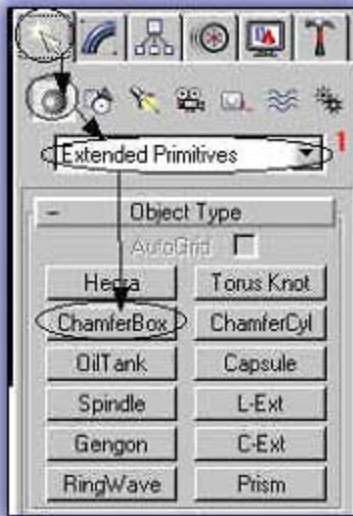 Extended Primitives 1
- Object Type
AutoGrid
Hedra Torus Knot
ChamferBox ChamferCyl
OilTank Capsule
Spindle L-Ext
Gengon C-Ext
RingWave Prism